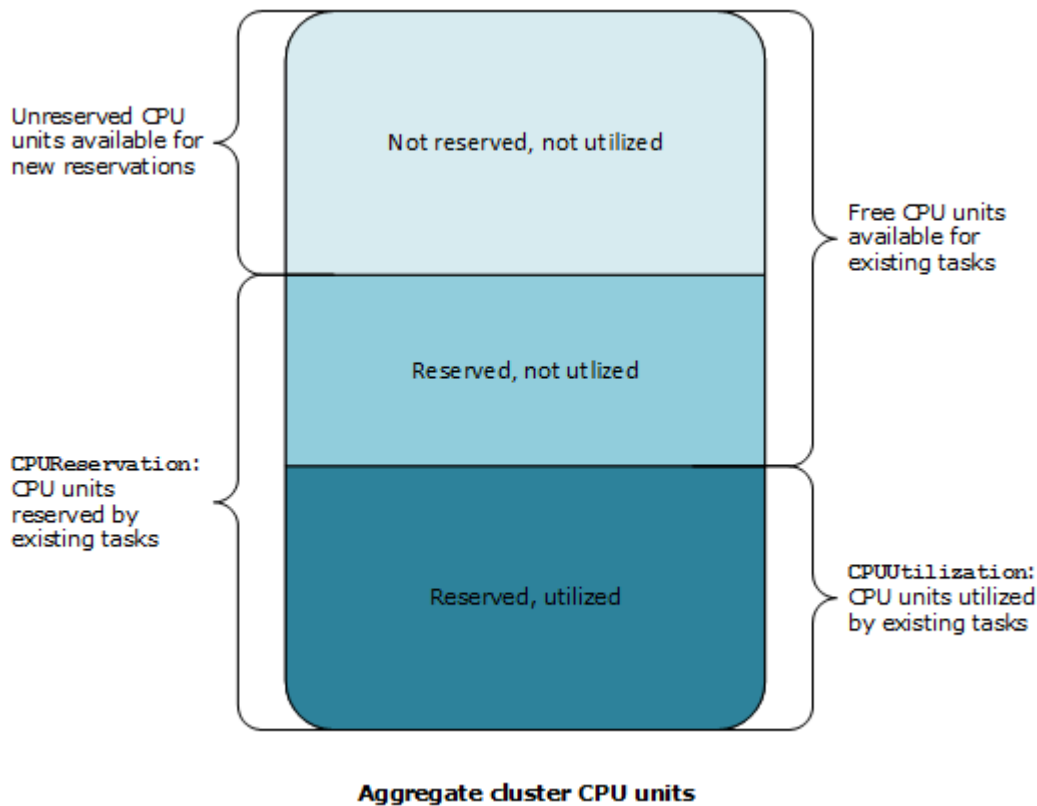 Unreserved CPU
units available for
new reservations
Not reserved, not utilized
Free CPU units
available for
existing tasks
Reserved, not utlized
CPUReservation:
CPU units
reserved by
existing tasks
Reserved, utilized
CPUUtilization:
CPU units utilized
by existing tasks
Aggregate cluster CPU units